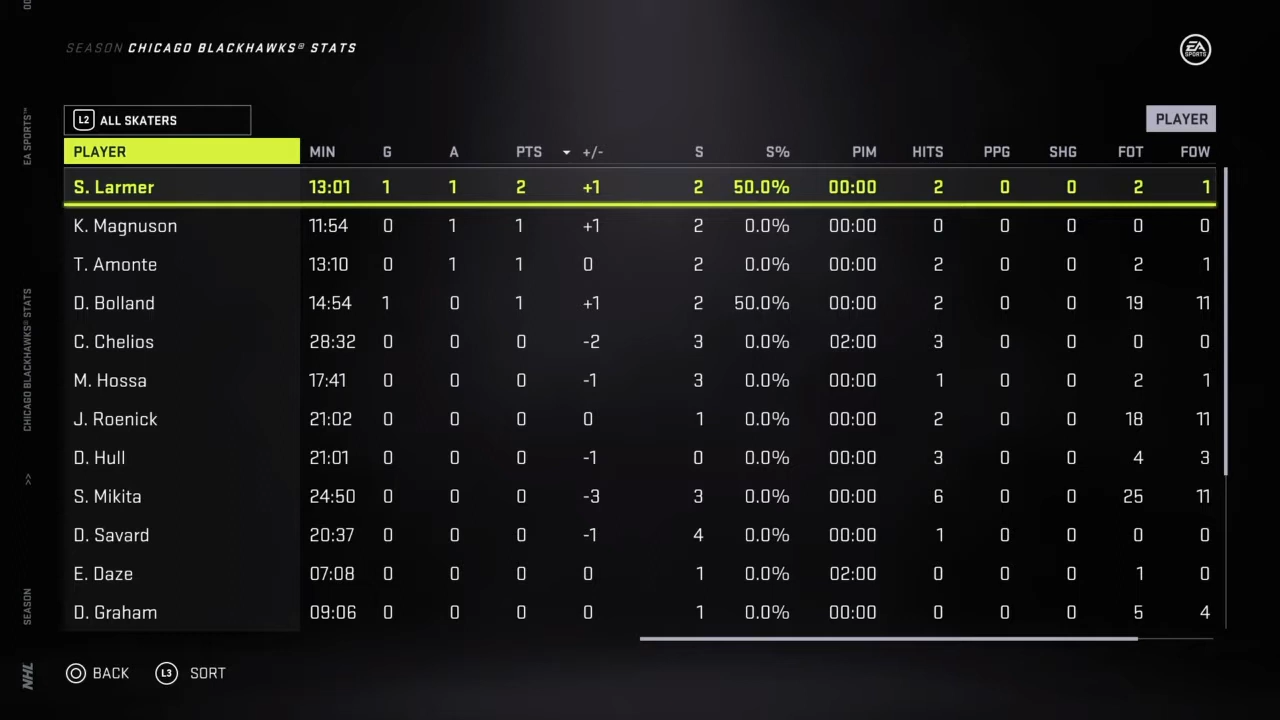 SEASON CHICAGO BLACKHAWKS® STATS
EA SPORTS
L2 ALL SKATERS
PLAYER
PLAYER MIN G A PTS +/- S S% PIM HITS PPG SHG FOT FOW
S. Larmer 13:01 1 1 2 +1 2 50.0% 00:00 2 0 0 2 1
K. Magnuson 11:54 0 1 1 +1 2 0.0% 00:00 0 0 0 0 0
T. Amonte 13:10 0 1 1 0 2 0.0% 00:00 2 0 0 2 1
D. Bolland 14:54 1 0 1 +1 2 50.0% 00:00 2 0 0 19 11
C. Chelios 28:32 0 0 0 -2 3 0.0% 02:00 3 0 0 0 0
M. Hossa 17:41 0 0 0 -1 3 0.0% 00:00 1 0 0 2 1
J. Roenick 21:02 0 0 0 0 1 0.0% 00:00 2 0 0 18 11
D. Hull 21:01 0 0 0 -1 0 0.0% 00:00 3 0 0 4 3
S. Mikita 24:50 0 0 0 -3 3 0.0% 00:00 6 0 0 25 11
D. Savard 20:37 0 0 0 -1 4 0.0% 00:00 1 0 0 0 0
E. Daze 07:08 0 0 0 0 1 0.0% 02:00 0 0 0 1 0
D. Graham 09:06 0 0 0 0 1 0.0% 00:00 0 0 0 5 4
BACK L3 SORT
EA SPORTS™
CHICAGO BLACKHAWKS® STATS
>>
SEASON
NHL